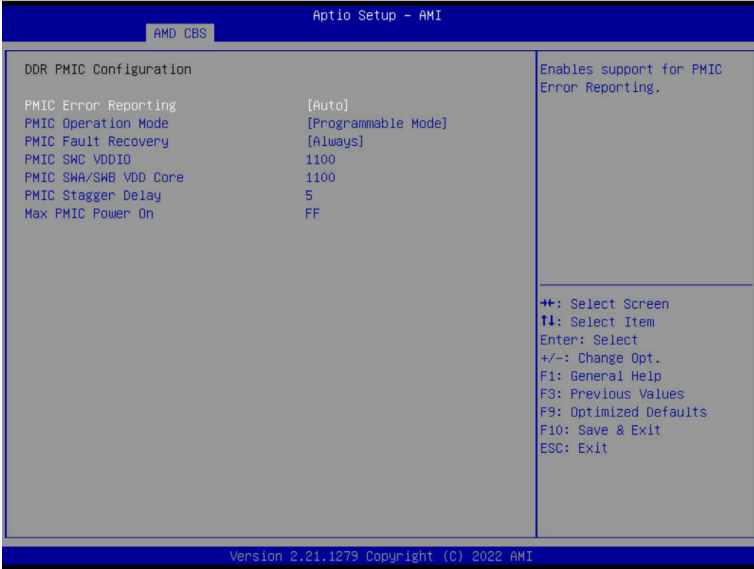 Aptio Setup - AMI
AMD CBS
DDR PMIC Configuration
PMIC Error Reporting [Auto]
PMIC Operation Mode [Programmable Mode]
PMIC Fault Recovery [Always]
PMIC SWC VDDIO 1100
PMIC SWA/SWB VDD Core 1100
PMIC Stagger Delay 5
Max PMIC Power On FF
Enables support for PMIC
Error Reporting.
→←: Select Screen
↑↓: Select Item
Enter: Select
+/-: Change Opt.
F1: General Help
F3: Previous Values
F9: Optimized Defaults
F10: Save & Exit
ESC: Exit
Version 2.21.1279 Copyright (C) 2022 AMI